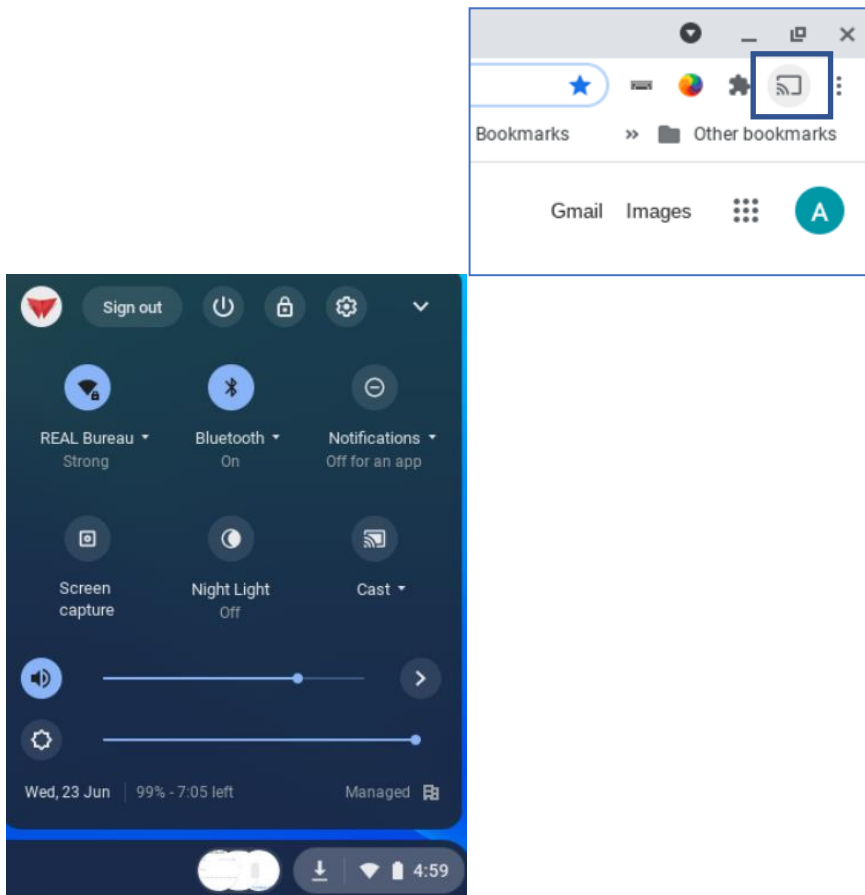 Bookmarks » Other bookmarks
Gmail Images A
Sign out
REAL Bureau Bluetooth Notifications
Strong On Off for an app
Screen capture Night Light Cast
Off
Wed, 23 Jun 99% - 7:05 left Managed
4:59